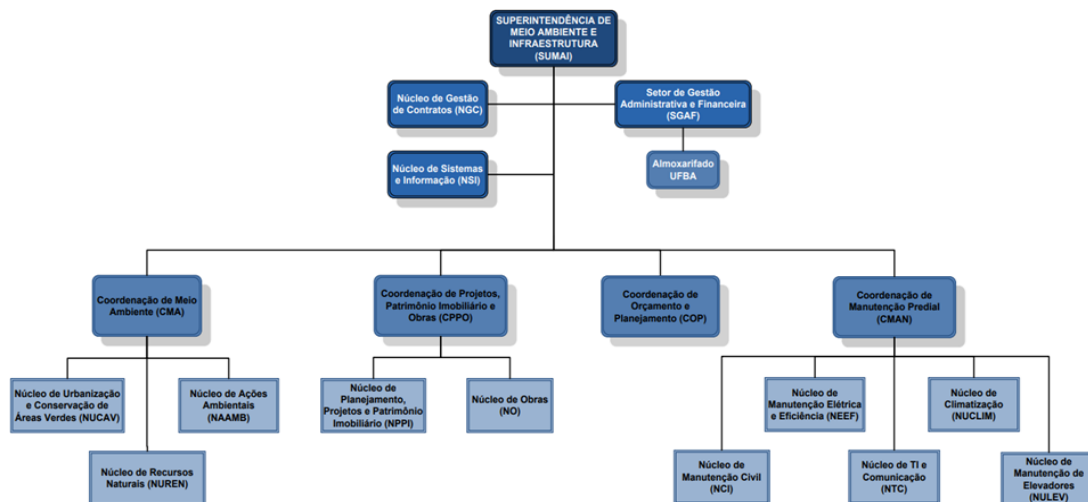 SUPERINTENDÊNCIA DE
MEIO AMBIENTE E
INFRAESTRUTURA
(SUMAI)
Núcleo de Gestão
de Contratos (NGC)
Setor de Gestão
Administrativa e Financeira
(SGAF)
Núcleo de Sistemas
e Informação (NSI)
Almoxarifado
UFBA
Coordenação de Meio
Ambiente (CMA)
Coordenação de Projetos,
Patrimônio Imobiliário e
Obras (CPPO)
Coordenação de
Orçamento e
Planejamento (COP)
Coordenação de
Manutenção Predial
(CMAN)
Núcleo de Urbanização
e Conservação de
Áreas Verdes (NUCAV)
Núcleo de Ações
Ambientais
(NAAMB)
Núcleo de
Planejamento,
Projetos e Patrimônio
Imobiliário (NPPI)
Núcleo de Obras
(NO)
Núcleo de
Manutenção Elétrica
e Eficiência (NEEF)
Núcleo de
Climatização
(NUCLIM)
Núcleo de Recursos
Naturais (NUREN)
Núcleo de
Manutenção Civil
(NCI)
Núcleo de TI e
Comunicação
(NTC)
Núcleo de
Manutenção de
Elevadores
(NULEV)